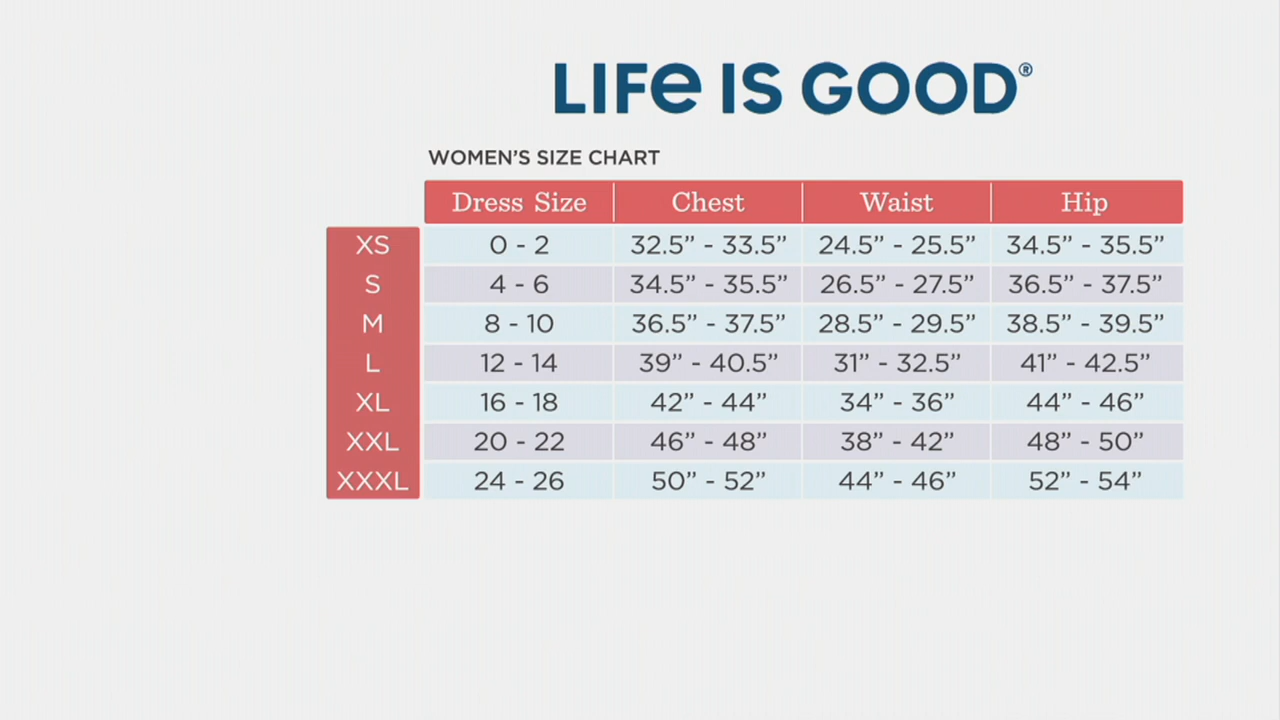 LIFe IS GOOD®
WOMEN’S SIZE CHART
Dress Size Chest Waist Hip
XS 0 - 2 32.5” - 33.5” 24.5” - 25.5” 34.5” - 35.5”
S 4 - 6 34.5” - 35.5” 26.5” - 27.5” 36.5” - 37.5”
M 8 - 10 36.5” - 37.5” 28.5” - 29.5” 38.5” - 39.5”
L 12 - 14 39” - 40.5” 31” - 32.5” 41” - 42.5”
XL 16 - 18 42” - 44” 34” - 36” 44” - 46”
XXL 20 - 22 46” - 48” 38” - 42” 48” - 50”
XXXL 24 - 26 50” - 52” 44” - 46” 52” - 54”